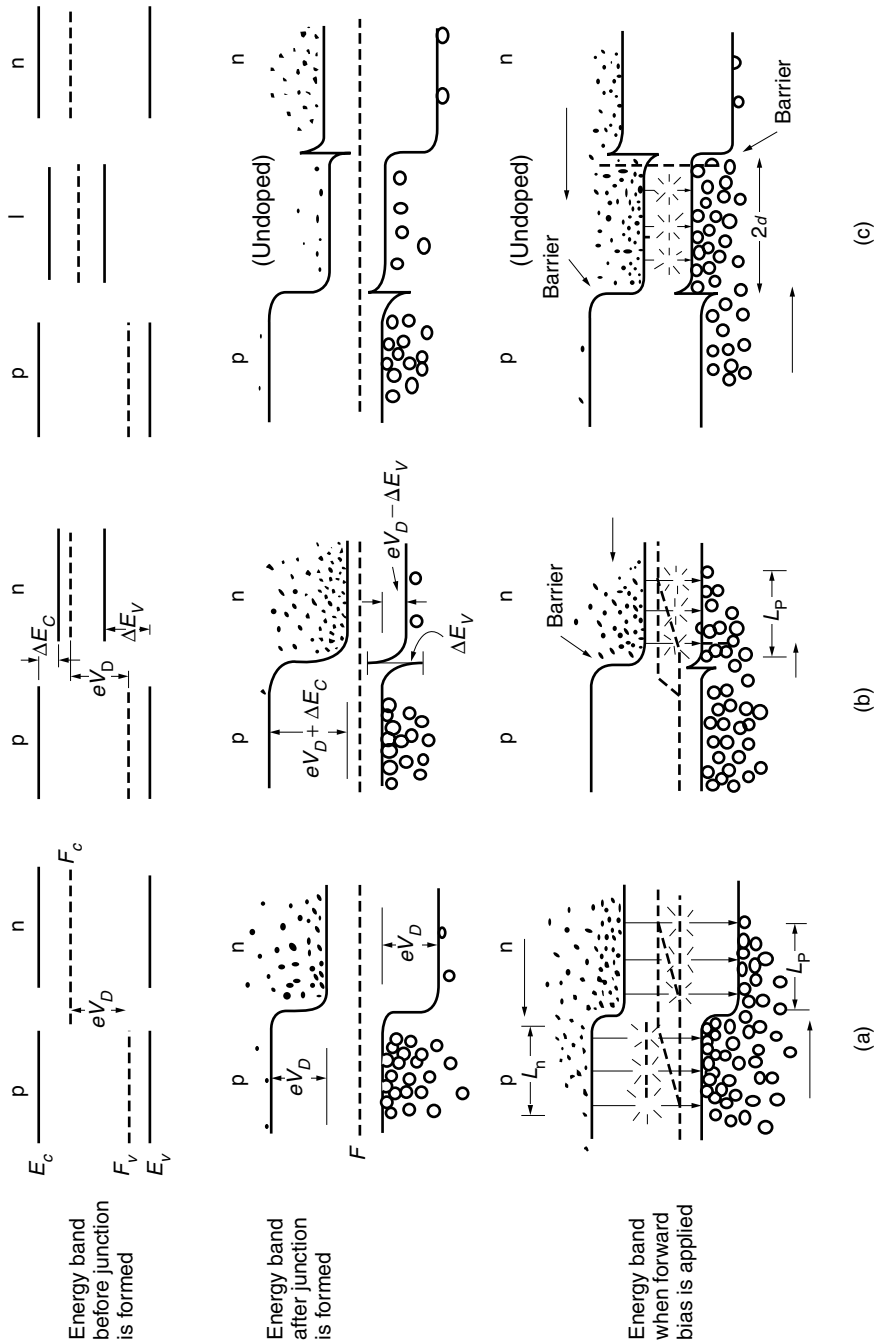 Energy band
before junction
is formed
E_c
F_v
E_v
p
n
eV_D
F_c
p
n
ΔE_C
eV_D
ΔE_V
p
I
n
Energy band
after junction
is formed
F
p
n
eV_D
eV_D
p
n
eV_D + ΔE_C
eV_D − ΔE_V
ΔE_V
p
(Undoped)
n
Energy band
when forward
bias is applied
p
n
L_n
L_P
p
n
Barrier
L_P
p
(Undoped)
n
Barrier
Barrier
2d
(a)
(b)
(c)